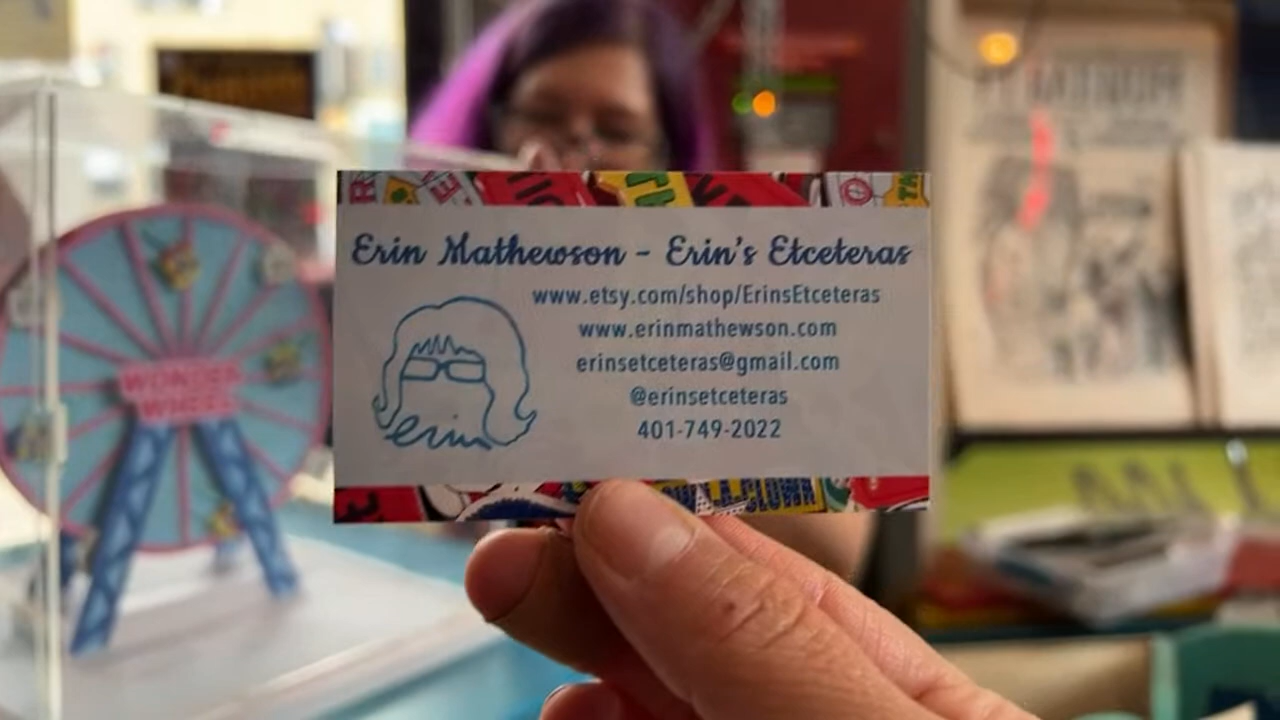 Erin Mathewson - Erin's Etceteras
www.etsy.com/shop/ErinsEtceteras
www.erinmathewson.com
erinsetceteras@gmail.com
@erinsetceteras
401-749-2022
erin
WONDER
WHEEL